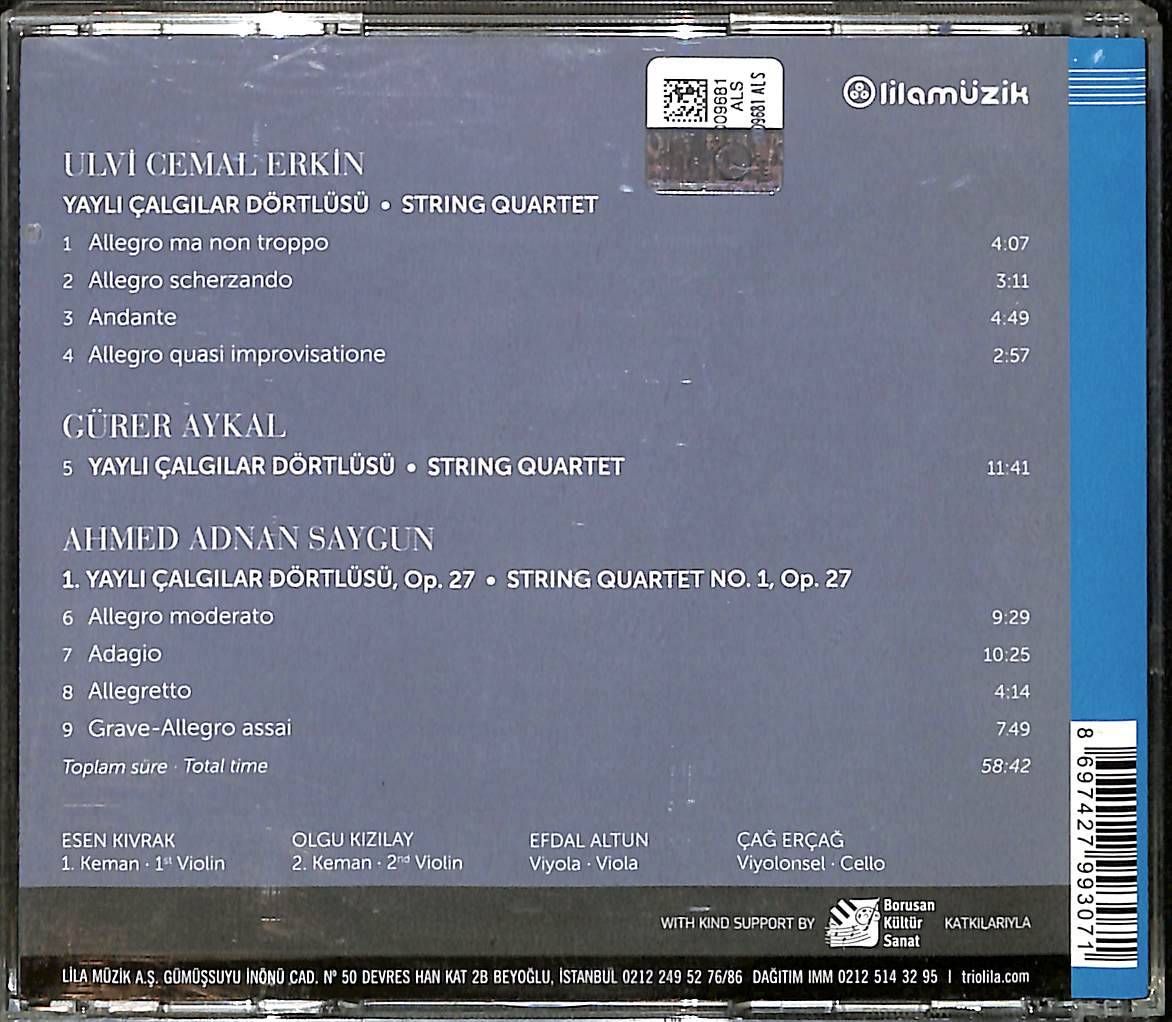 009681
ALS
09681 ALS
lilamüzik
ULVİ CEMAL ERKİN
YAYLI ÇALGILAR DÖRTLÜSÜ • STRING QUARTET
1 Allegro ma non troppo 4:07
2 Allegro scherzando 3:11
3 Andante 4:49
4 Allegro quasi improvisatione 2:57
GÜRER AYKAL
5 YAYLI ÇALGILAR DÖRTLÜSÜ • STRING QUARTET 11:41
AHMED ADNAN SAYGUN
1. YAYLI ÇALGILAR DÖRTLÜSÜ, Op. 27 • STRING QUARTET NO. 1, Op. 27
6 Allegro moderato 9:29
7 Adagio 10:25
8 Allegretto 4:14
9 Grave-Allegro assai 7:49
Toplam süre · Total time 58:42
ESEN KIVRAK
1. Keman · 1st Violin
OLGU KIZILAY
2. Keman · 2nd Violin
EFDAL ALTUN
Viyola · Viola
ÇAĞ ERÇAĞ
Viyolonsel · Cello
WITH KIND SUPPORT BY
Borusan
Kültür
Sanat
KATKILARIYLA
LİLA MÜZİK A.Ş. GÜMÜŞSUYU İNÖNÜ CAD. N° 50 DEVRES HAN KAT 2B BEYOĞLU, İSTANBUL 0212 249 52 76/86 DAĞITIM IMM 0212 514 32 95 | triolila.com
8 697427 993071